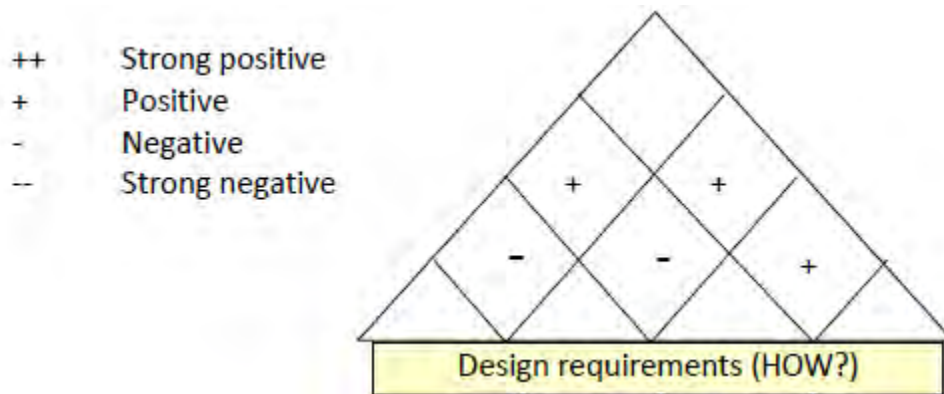 ++ Strong positive
+ Positive
- Negative
-- Strong negative
+ +
- - +
Design requirements (HOW?)